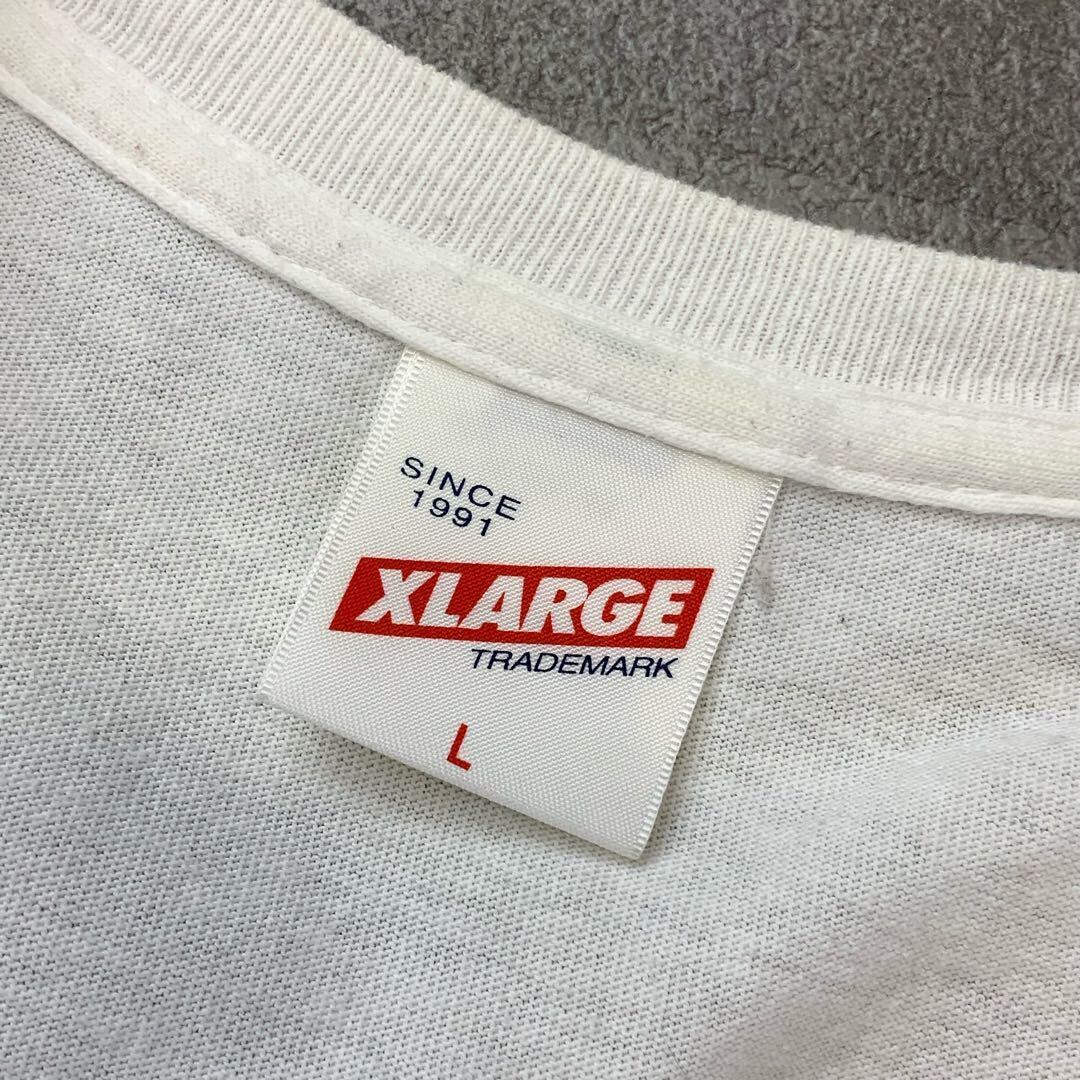 SINCE
1991
XLARGE
TRADEMARK
L